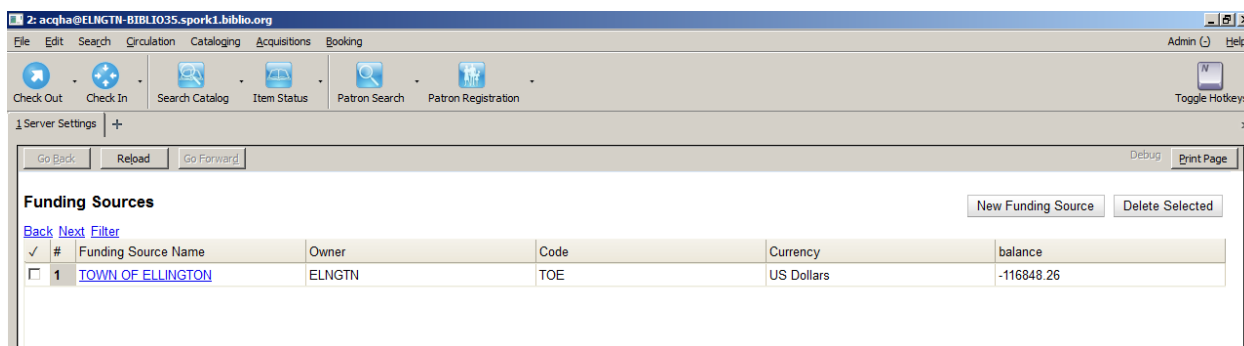 2: acqha@ELNGTN-BIBLIO35.spork1.biblio.org
File Edit Search Circulation Cataloging Acquisitions Booking Admin (-) Help
N
Check Out Check In Search Catalog Item Status Patron Search Patron Registration Toggle Hotkeys
1 Server Settings
Go Back Reload Go Forward Debug Print Page
Funding Sources New Funding Source Delete Selected
Back Next Filter
✓ # Funding Source Name Owner Code Currency balance
1 TOWN OF ELLINGTON ELNGTN TOE US Dollars -116848.26